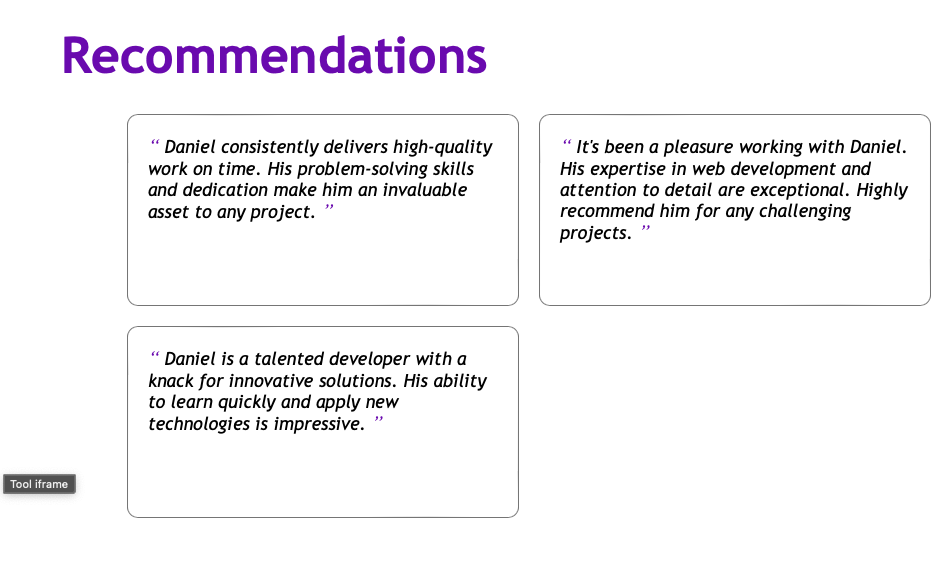 Recommendations
“ Daniel consistently delivers high-quality
work on time. His problem-solving skills
and dedication make him an invaluable
asset to any project. ”
“ It's been a pleasure working with Daniel.
His expertise in web development and
attention to detail are exceptional. Highly
recommend him for any challenging
projects. ”
“ Daniel is a talented developer with a
knack for innovative solutions. His ability
to learn quickly and apply new
technologies is impressive. ”
Tool iframe